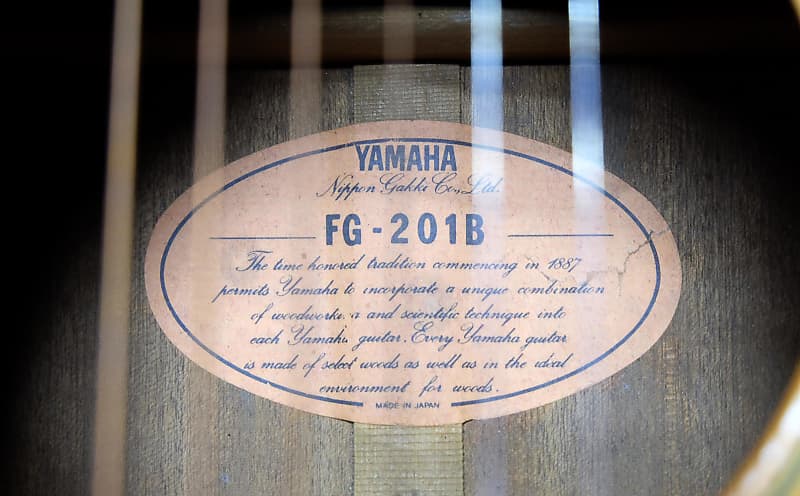 YAMAHA
Nippon Gakki Co., Ltd.
FG-201B
The time honored tradition commencing in 1887
permits Yamaha to incorporate a unique combination
of woodworki a and scientific technique into
each Yamaha guitar. Every Yamaha guitar
is made of select woods as well as in the ideal
environment for woods.
MADE IN JAPAN